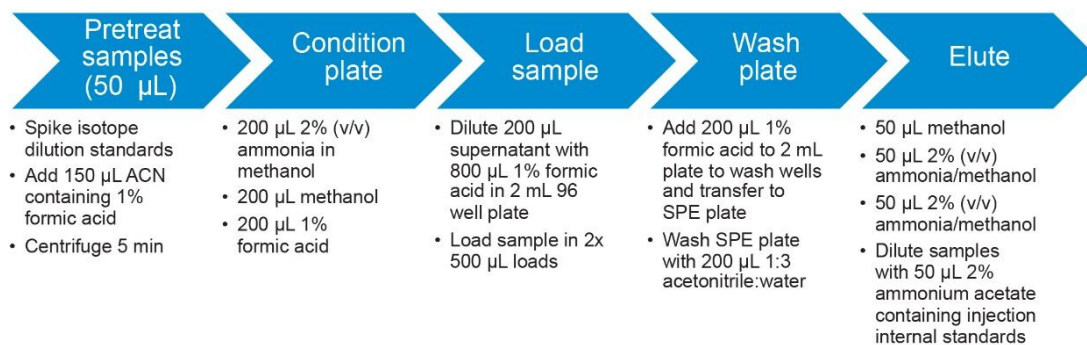 Pretreat
samples
(50 µL)
• Spike isotope
dilution standards
• Add 150 µL ACN
containing 1%
formic acid
• Centrifuge 5 min
Condition
plate
• 200 µL 2% (v/v)
ammonia in
methanol
• 200 µL methanol
• 200 µL 1%
formic acid
Load
sample
• Dilute 200 µL
supernatant with
800 µL 1% formic
acid in 2 mL 96
well plate
• Load sample in 2x
500 µL loads
Wash
plate
• Add 200 µL 1%
formic acid to 2 mL
plate to wash wells
and transfer to
SPE plate
• Wash SPE plate
with 200 µL 1:3
acetonitrile:water
Elute
• 50 µL methanol
• 50 µL 2% (v/v)
ammonia/methanol
• 50 µL 2% (v/v)
ammonia/methanol
• Dilute samples
with 50 µL 2%
ammonium acetate
containing injection
internal standards